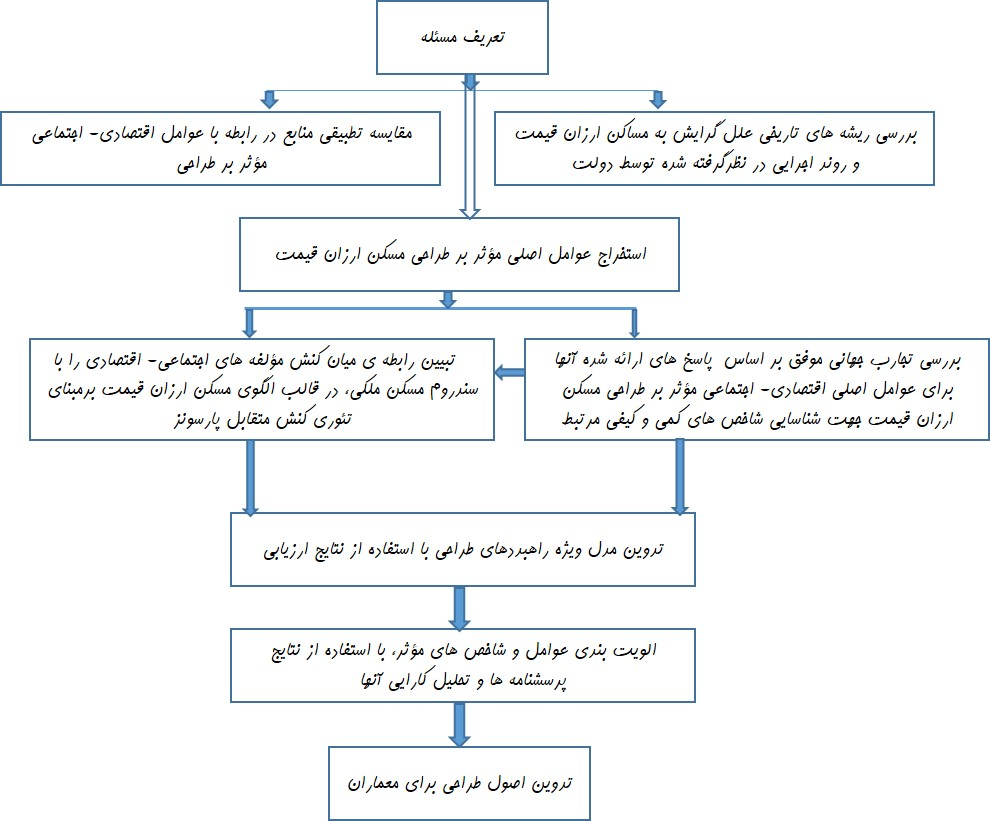 تعریف مسئله
بررسی ریشه های تاریخی علل گرایش به مساکن ارزان قیمت
و روند اجرایی در نظرگرفته شده توسط دولت
مقایسه تطبیقی منابع در رابطه با عوامل اقتصادی- اجتماعی
مؤثر بر طراحی
استخراج عوامل اصلی مؤثر بر طراحی مسکن ارزان قیمت
بررسی تجارب جهانی موفق بر اساس پاسخ های ارائه شده آنها
برای عوامل اصلی اقتصادی- اجتماعی مؤثر بر طراحی مسکن
ارزان قیمت جهت شناسایی شاخص های کمی و کیفی مرتبط
تبیین رابطه ی میان کنش مؤلفه های اجتماعی- اقتصادی را با
سندروم مسکن ملکی، در قالب الگوی مسکن ارزان قیمت برمبنای
تئوری کنش متقابل پارسونز
تدوین مدل ویژه راهبردهای طراحی با استفاده از نتایج ارزیابی
الویت بندی عوامل و شاخص های مؤثر، با استفاده از نتایج
پرسشنامه ها و تحلیل کارایی آنها
تدوین اصول طراحی برای معماران